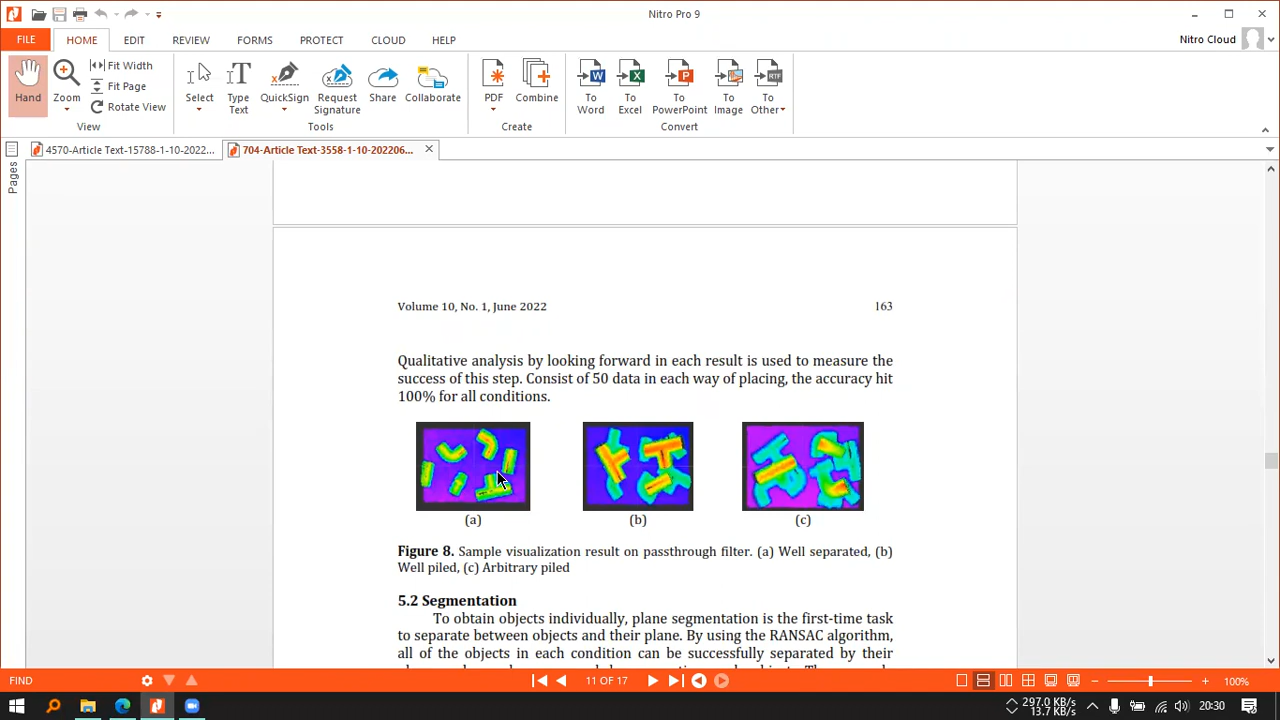 Nitro Pro 9
FILE HOME EDIT REVIEW FORMS PROTECT CLOUD HELP Nitro Cloud
Hand
Zoom
Fit Width
Fit Page
Rotate View
View
Select
Type Text
QuickSign
Request Signature
Share
Collaborate
Tools
PDF
Combine
Create
To Word
To Excel
To PowerPoint
To Image
To Other
Convert
4570-Article Text-15788-1-10-2022...
704-Article Text-3558-1-10-202206...
Pages
Volume 10, No. 1, June 2022 163
Qualitative analysis by looking forward in each result is used to measure the
success of this step. Consist of 50 data in each way of placing, the accuracy hit
100% for all conditions.
(a) (b) (c)
Figure 8. Sample visualization result on passthrough filter. (a) Well separated, (b)
Well piled, (c) Arbitrary piled
5.2 Segmentation
To obtain objects individually, plane segmentation is the first-time task
to separate between objects and their plane. By using the RANSAC algorithm,
all of the objects in each condition can be successfully separated by their
FIND 11 OF 17 100%
297.0 KB/s
13.7 KB/s
20:30